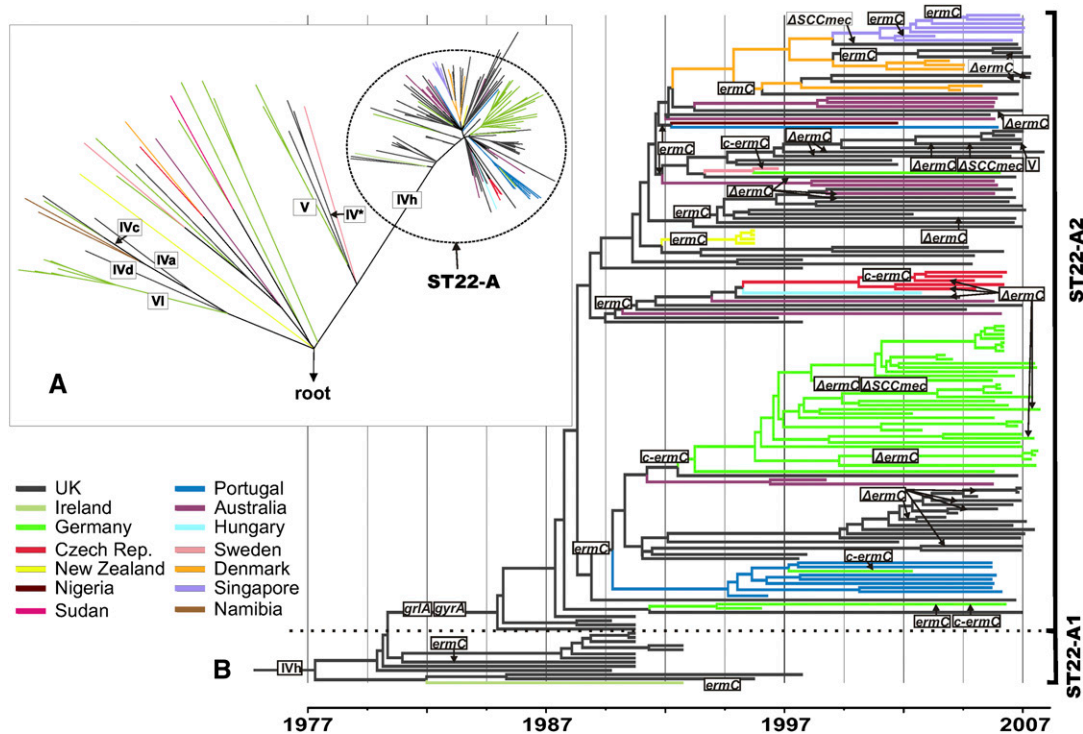 A
IVc
IVd
IVa
VI
V
IV*
IVh
ST22-A
root
UK
Ireland
Germany
Czech Rep.
New Zealand
Nigeria
Sudan
Portugal
Australia
Hungary
Sweden
Denmark
Singapore
Namibia
B
IVh
grlA gyrA
ermC
ermC
ΔSCCmec ermC ermC
ermC
ΔermC
ermC
ΔermC
ermC
c-ermC ΔermC
ΔermC ΔSCCmec V
ΔermC
ermC
ΔermC
ermC
c-ermC
ΔermC
ermC
ΔermC ΔSCCmec
c-ermC
ΔermC
ΔermC
ermC
c-ermC
ermC c-ermC
ST22-A2
ST22-A1
1977 1987 1997 2007